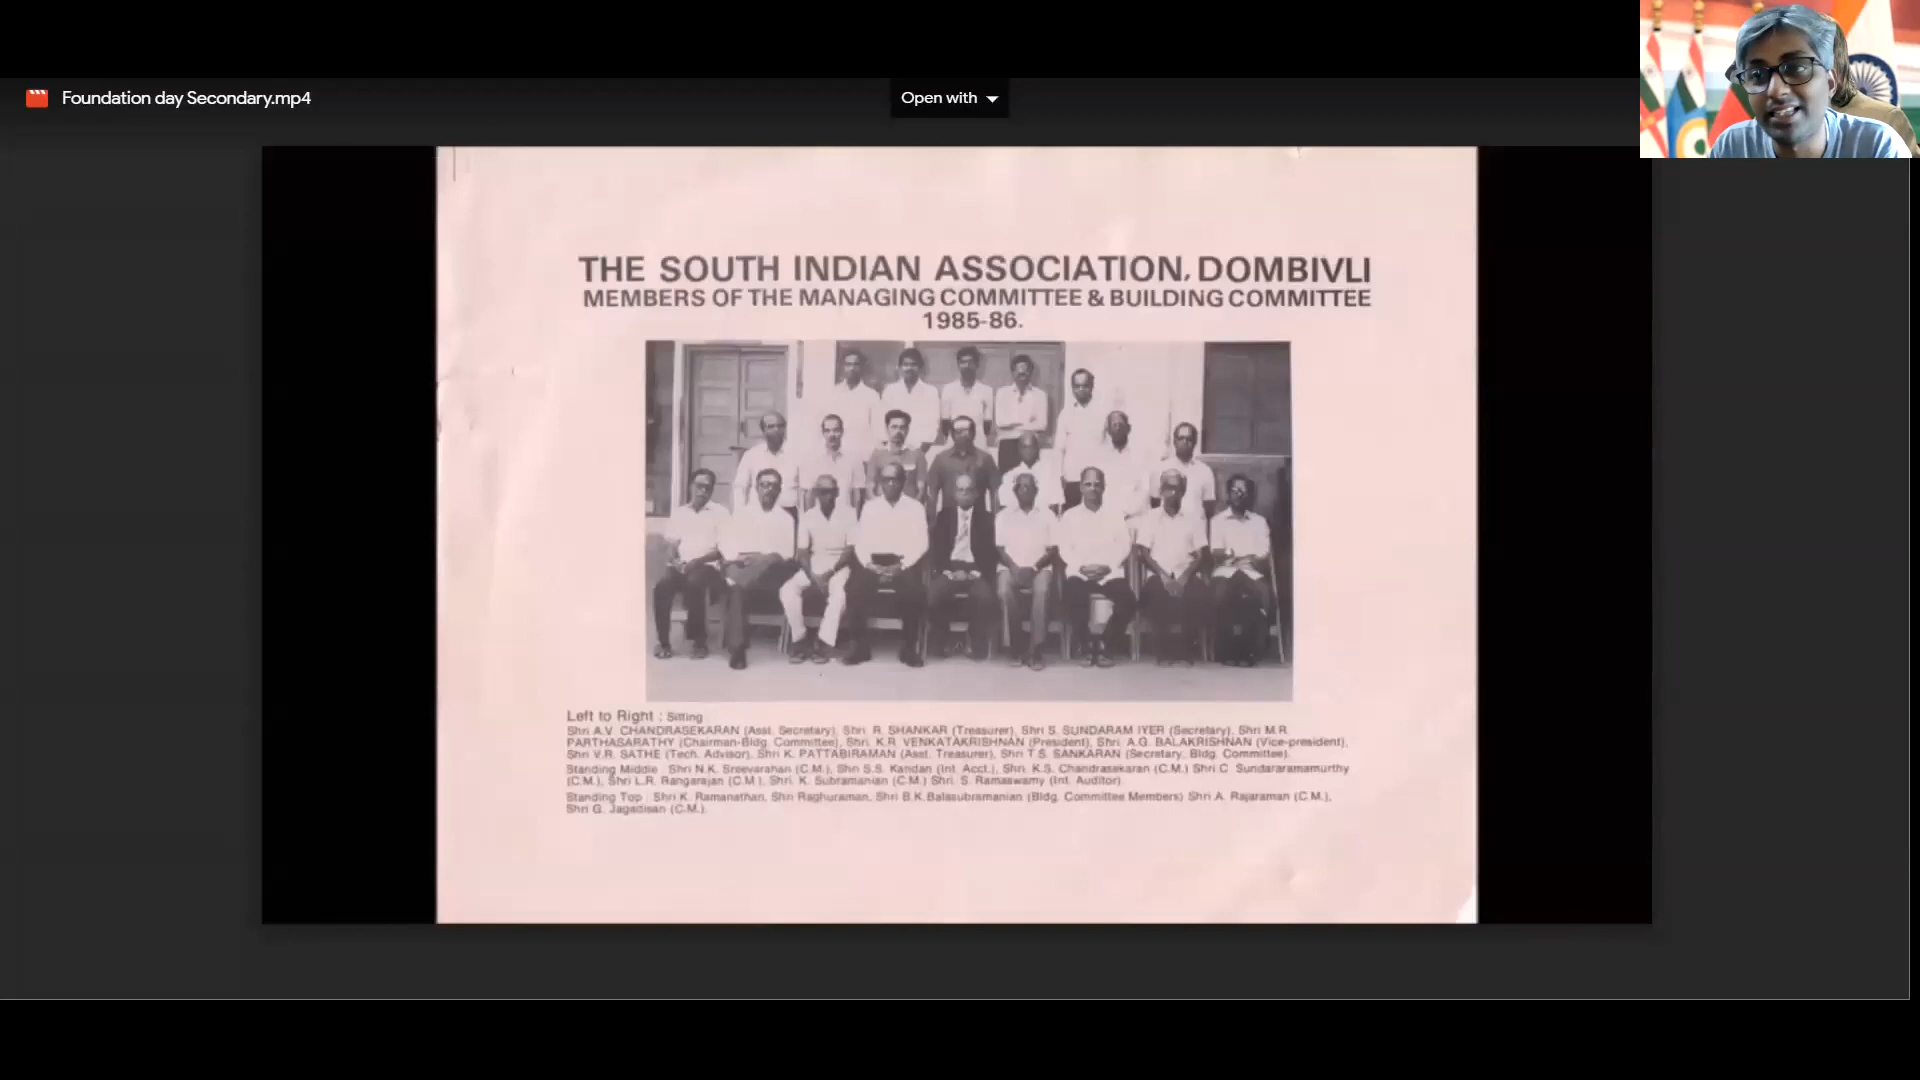 Foundation day Secondary.mp4
Open with
THE SOUTH INDIAN ASSOCIATION, DOMBIVLI
MEMBERS OF THE MANAGING COMMITTEE & BUILDING COMMITTEE
1985-86.
Left to Right : Sitting
Shri A.V. CHANDRASEKARAN (Asst. Secretary), Shri. R. SHANKAR (Treasurer), Shri S. SUNDARAM IYER (Secretary), Shri M.R.
PARTHASARATHY (Chairman-Bldg. Committee), Shri. K.R. VENKATAKRISHNAN (President), Shri. A.G. BALAKRISHNAN (Vice-president),
Shri V.R. SATHE (Tech. Advisor), Shri K. PATTABIRAMAN (Asst. Treasurer), Shri T.S. SANKARAN (Secretary, Bldg. Committee).
Standing Middle : Shri N.K. Sreevarahan (C.M.), Shri S.S. Kandan (Int. Acct.), Shri. K.S. Chandrasekaran (C.M.) Shri C. Sundararamamurthy
(C.M.), Shri L.R. Rangarajan (C.M.), Shri. K. Subramanian (C.M.) Shri. S. Ramaswamy (Int. Auditor)
Standing Top : Shri K. Ramanathan, Shri Raghuraman, Shri B.K.Balasubramanian (Bldg. Committee Members) Shri A. Rajaraman (C.M.),
Shri G. Jagadisan (C.M.).